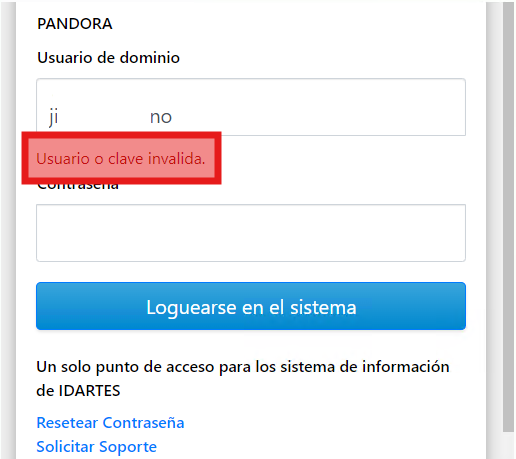 PANDORA
Usuario de dominio
ji no
Usuario o clave invalida.
Contraseña
Loguearse en el sistema
Un solo punto de acceso para los sistema de información
de IDARTES
Resetear Contraseña
Solicitar Soporte